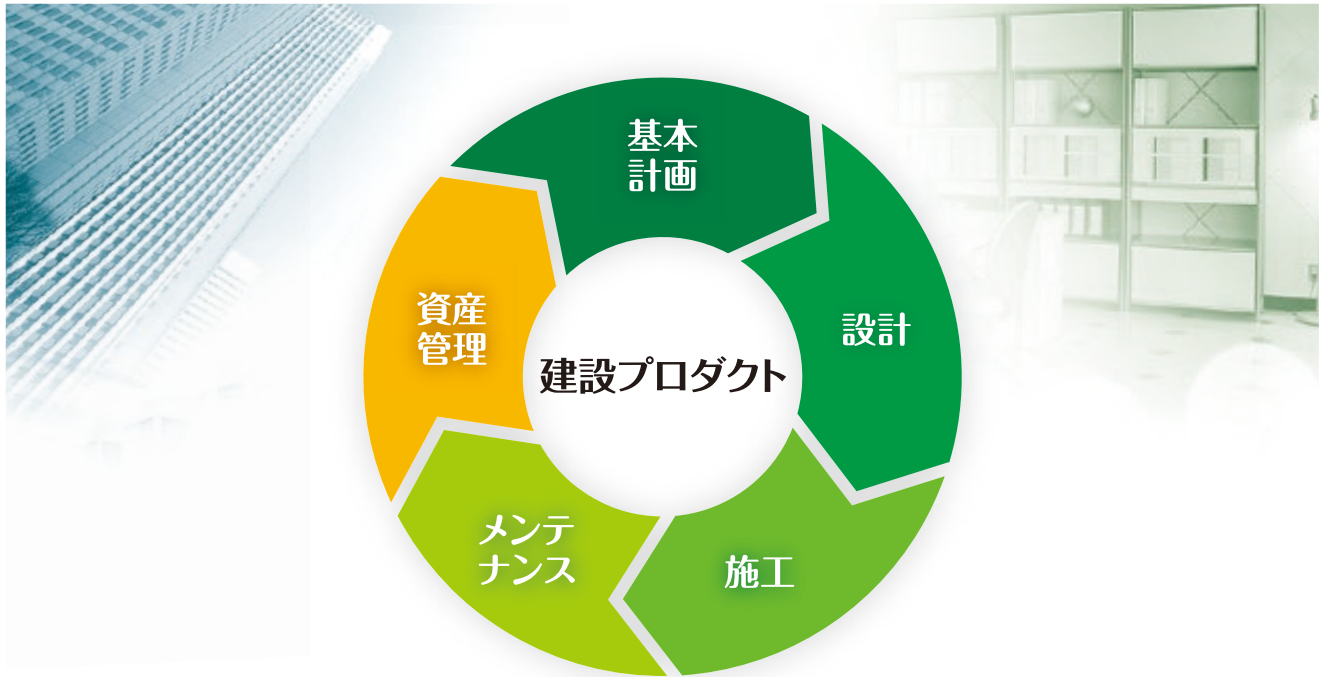 基本
計画
設計
施工
メンテ
ナンス
資産
管理
建設プロダクト